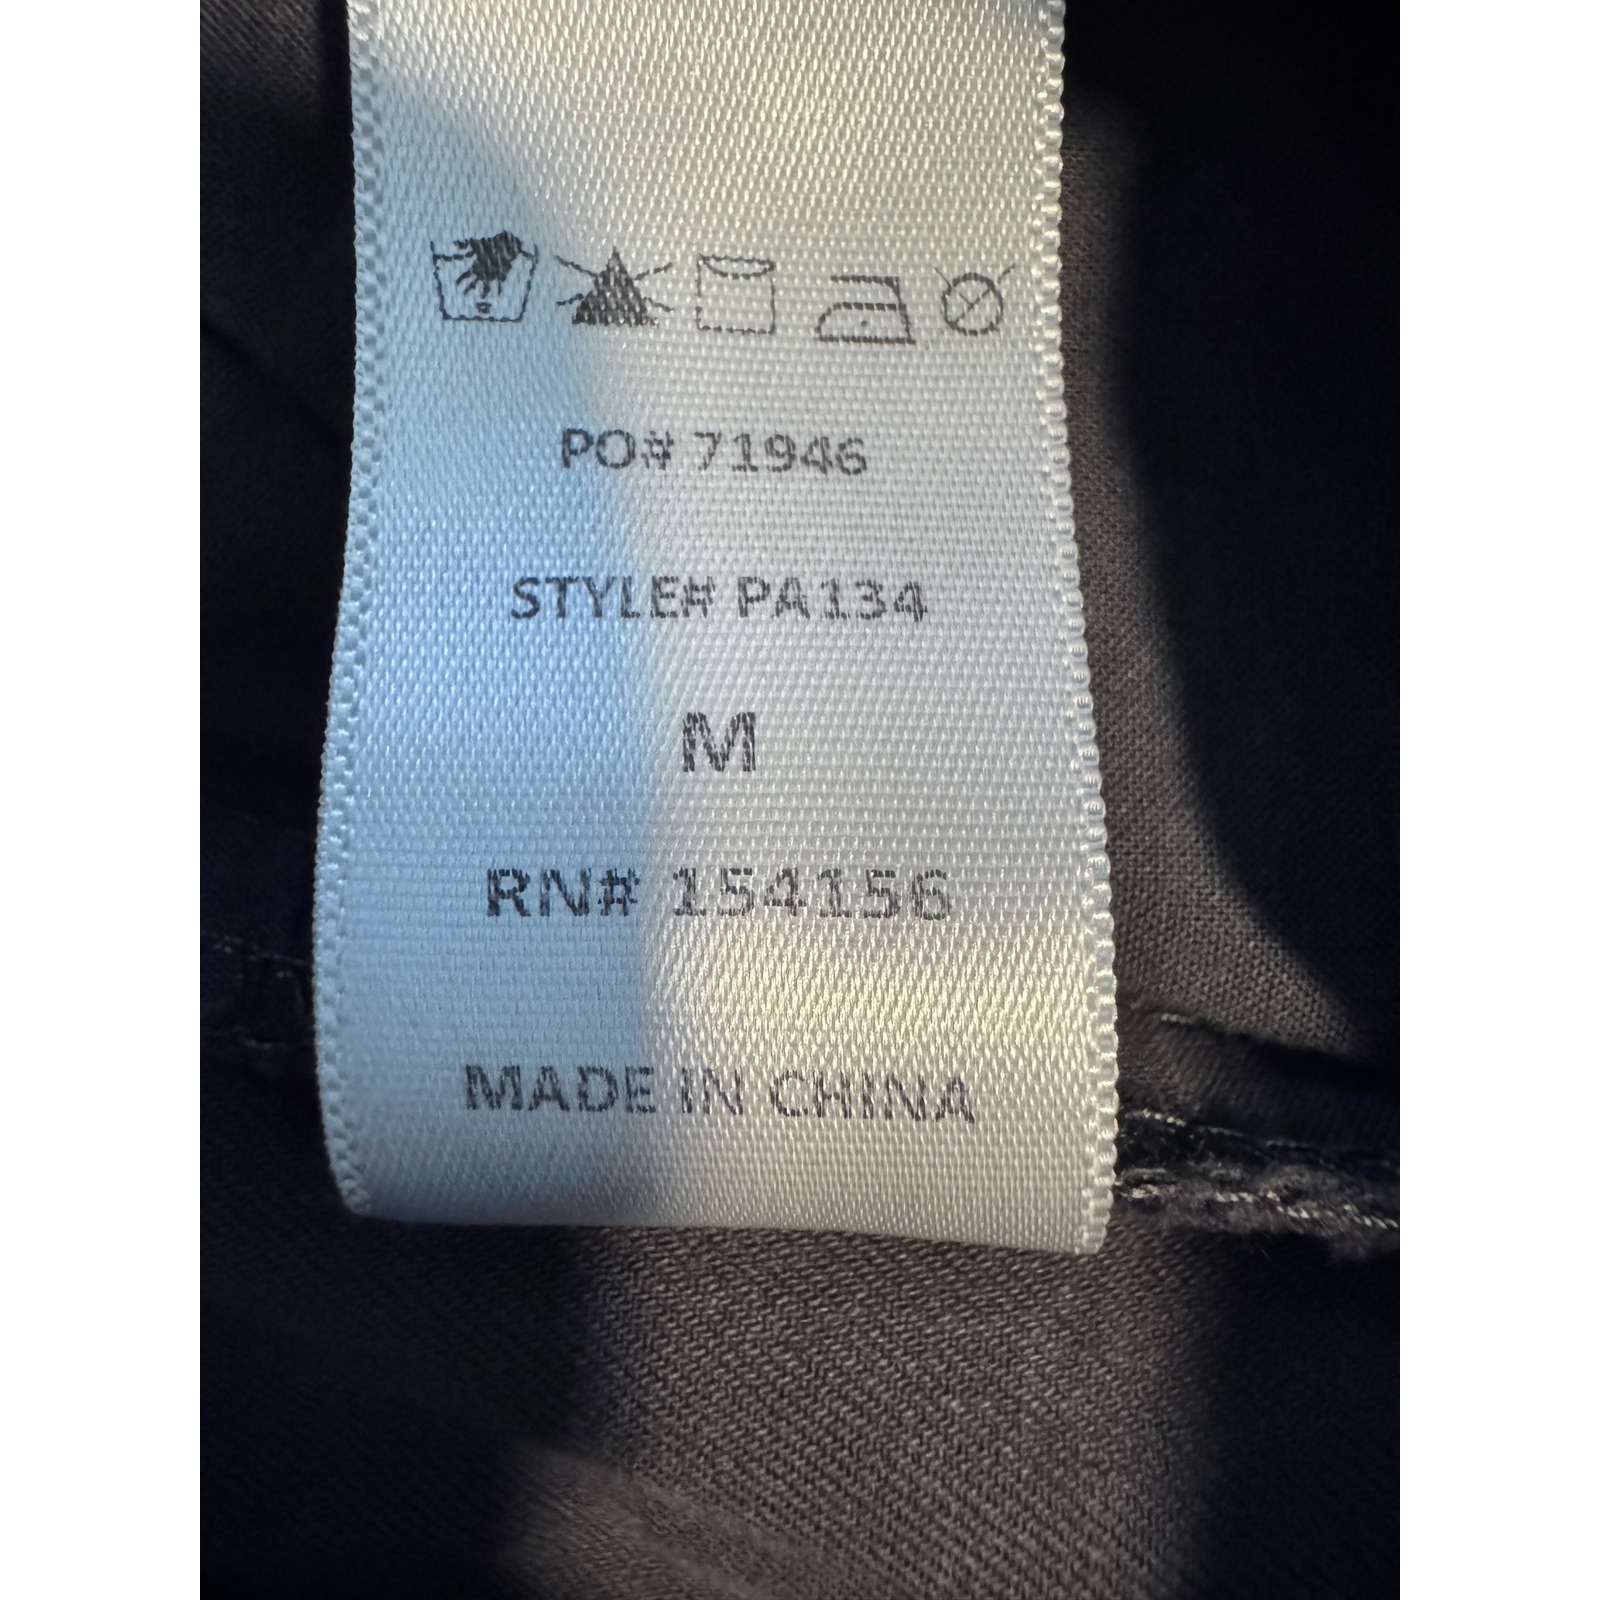 PO# 71946
STYLE# PA134
M
RN# 154156
MADE IN CHINA